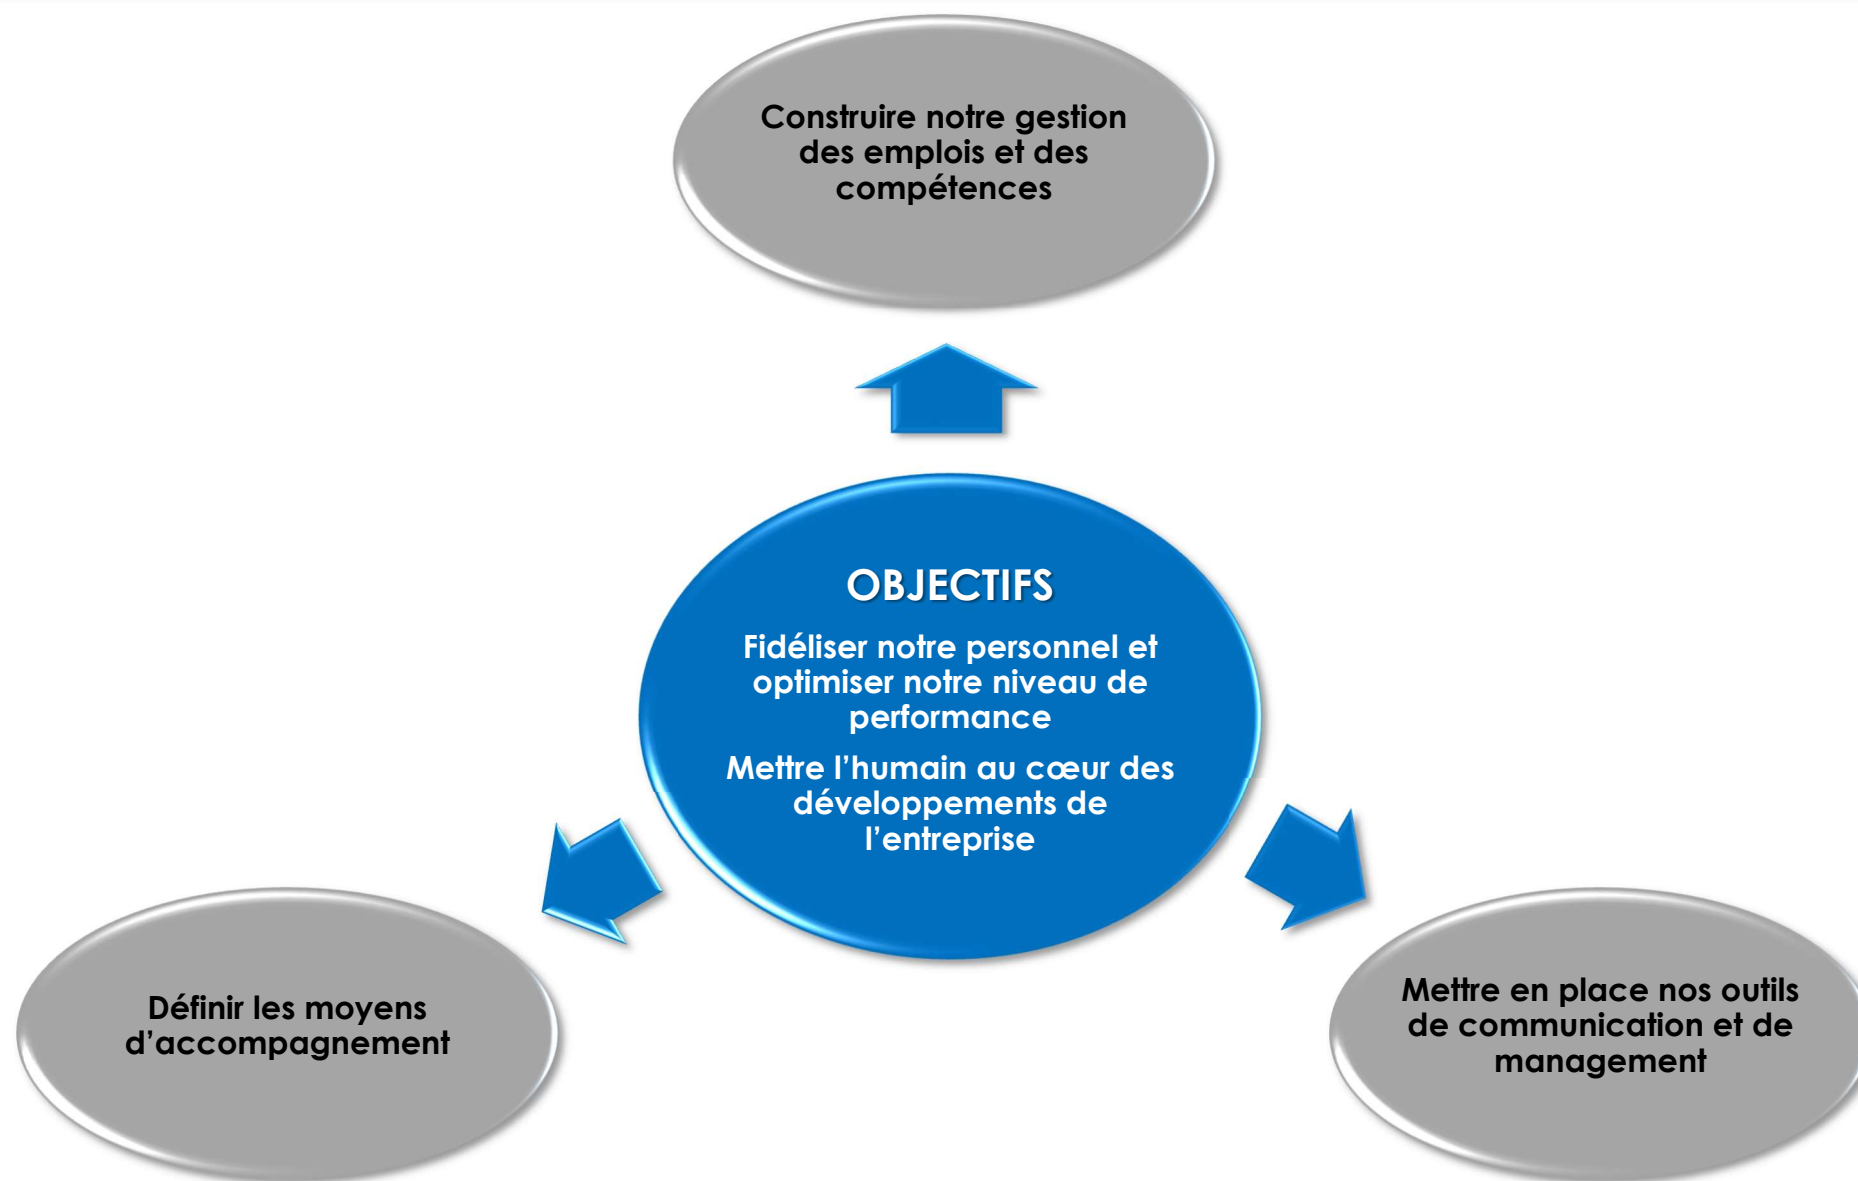 Construire notre gestion
des emplois et des
compétences
OBJECTIFS
Fidéliser notre personnel et
optimiser notre niveau de
performance
Mettre l’humain au cœur des
développements de
l’entreprise
Définir les moyens
d’accompagnement
Mettre en place nos outils
de communication et de
management